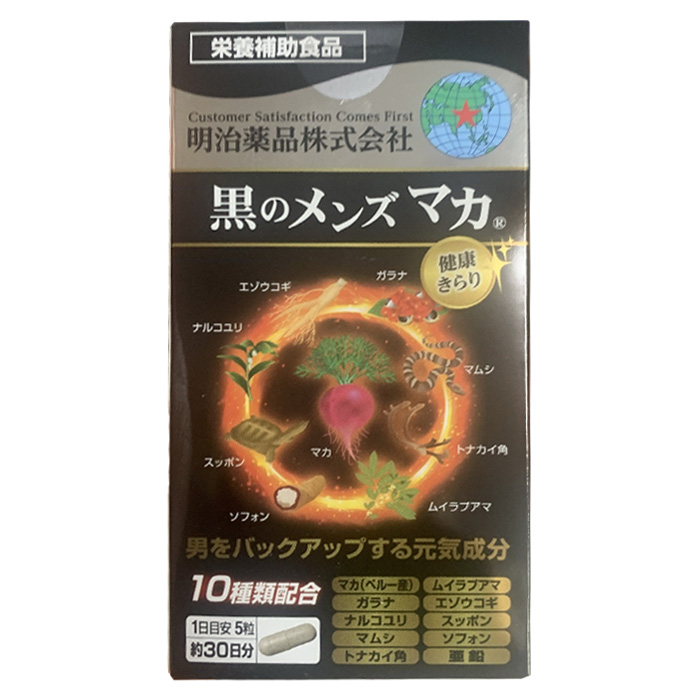 栄養補助食品
Customer Satisfaction Comes First
明治薬品株式会社
黒のメンズ マカ®
健康
きらり
ガラナ
エゾウコギ
ナルコユリ
マムシ
マカ
トナカイ角
スッポン
ムイラプアマ
ソフォン
男をバックアップする元気成分
10種類配合
マカ(ペルー産) ムイラプアマ
ガラナ エゾウコギ
ナルコユリ スッポン
マムシ ソフォン
トナカイ角 亜鉛
1日目安 5粒
約30日分